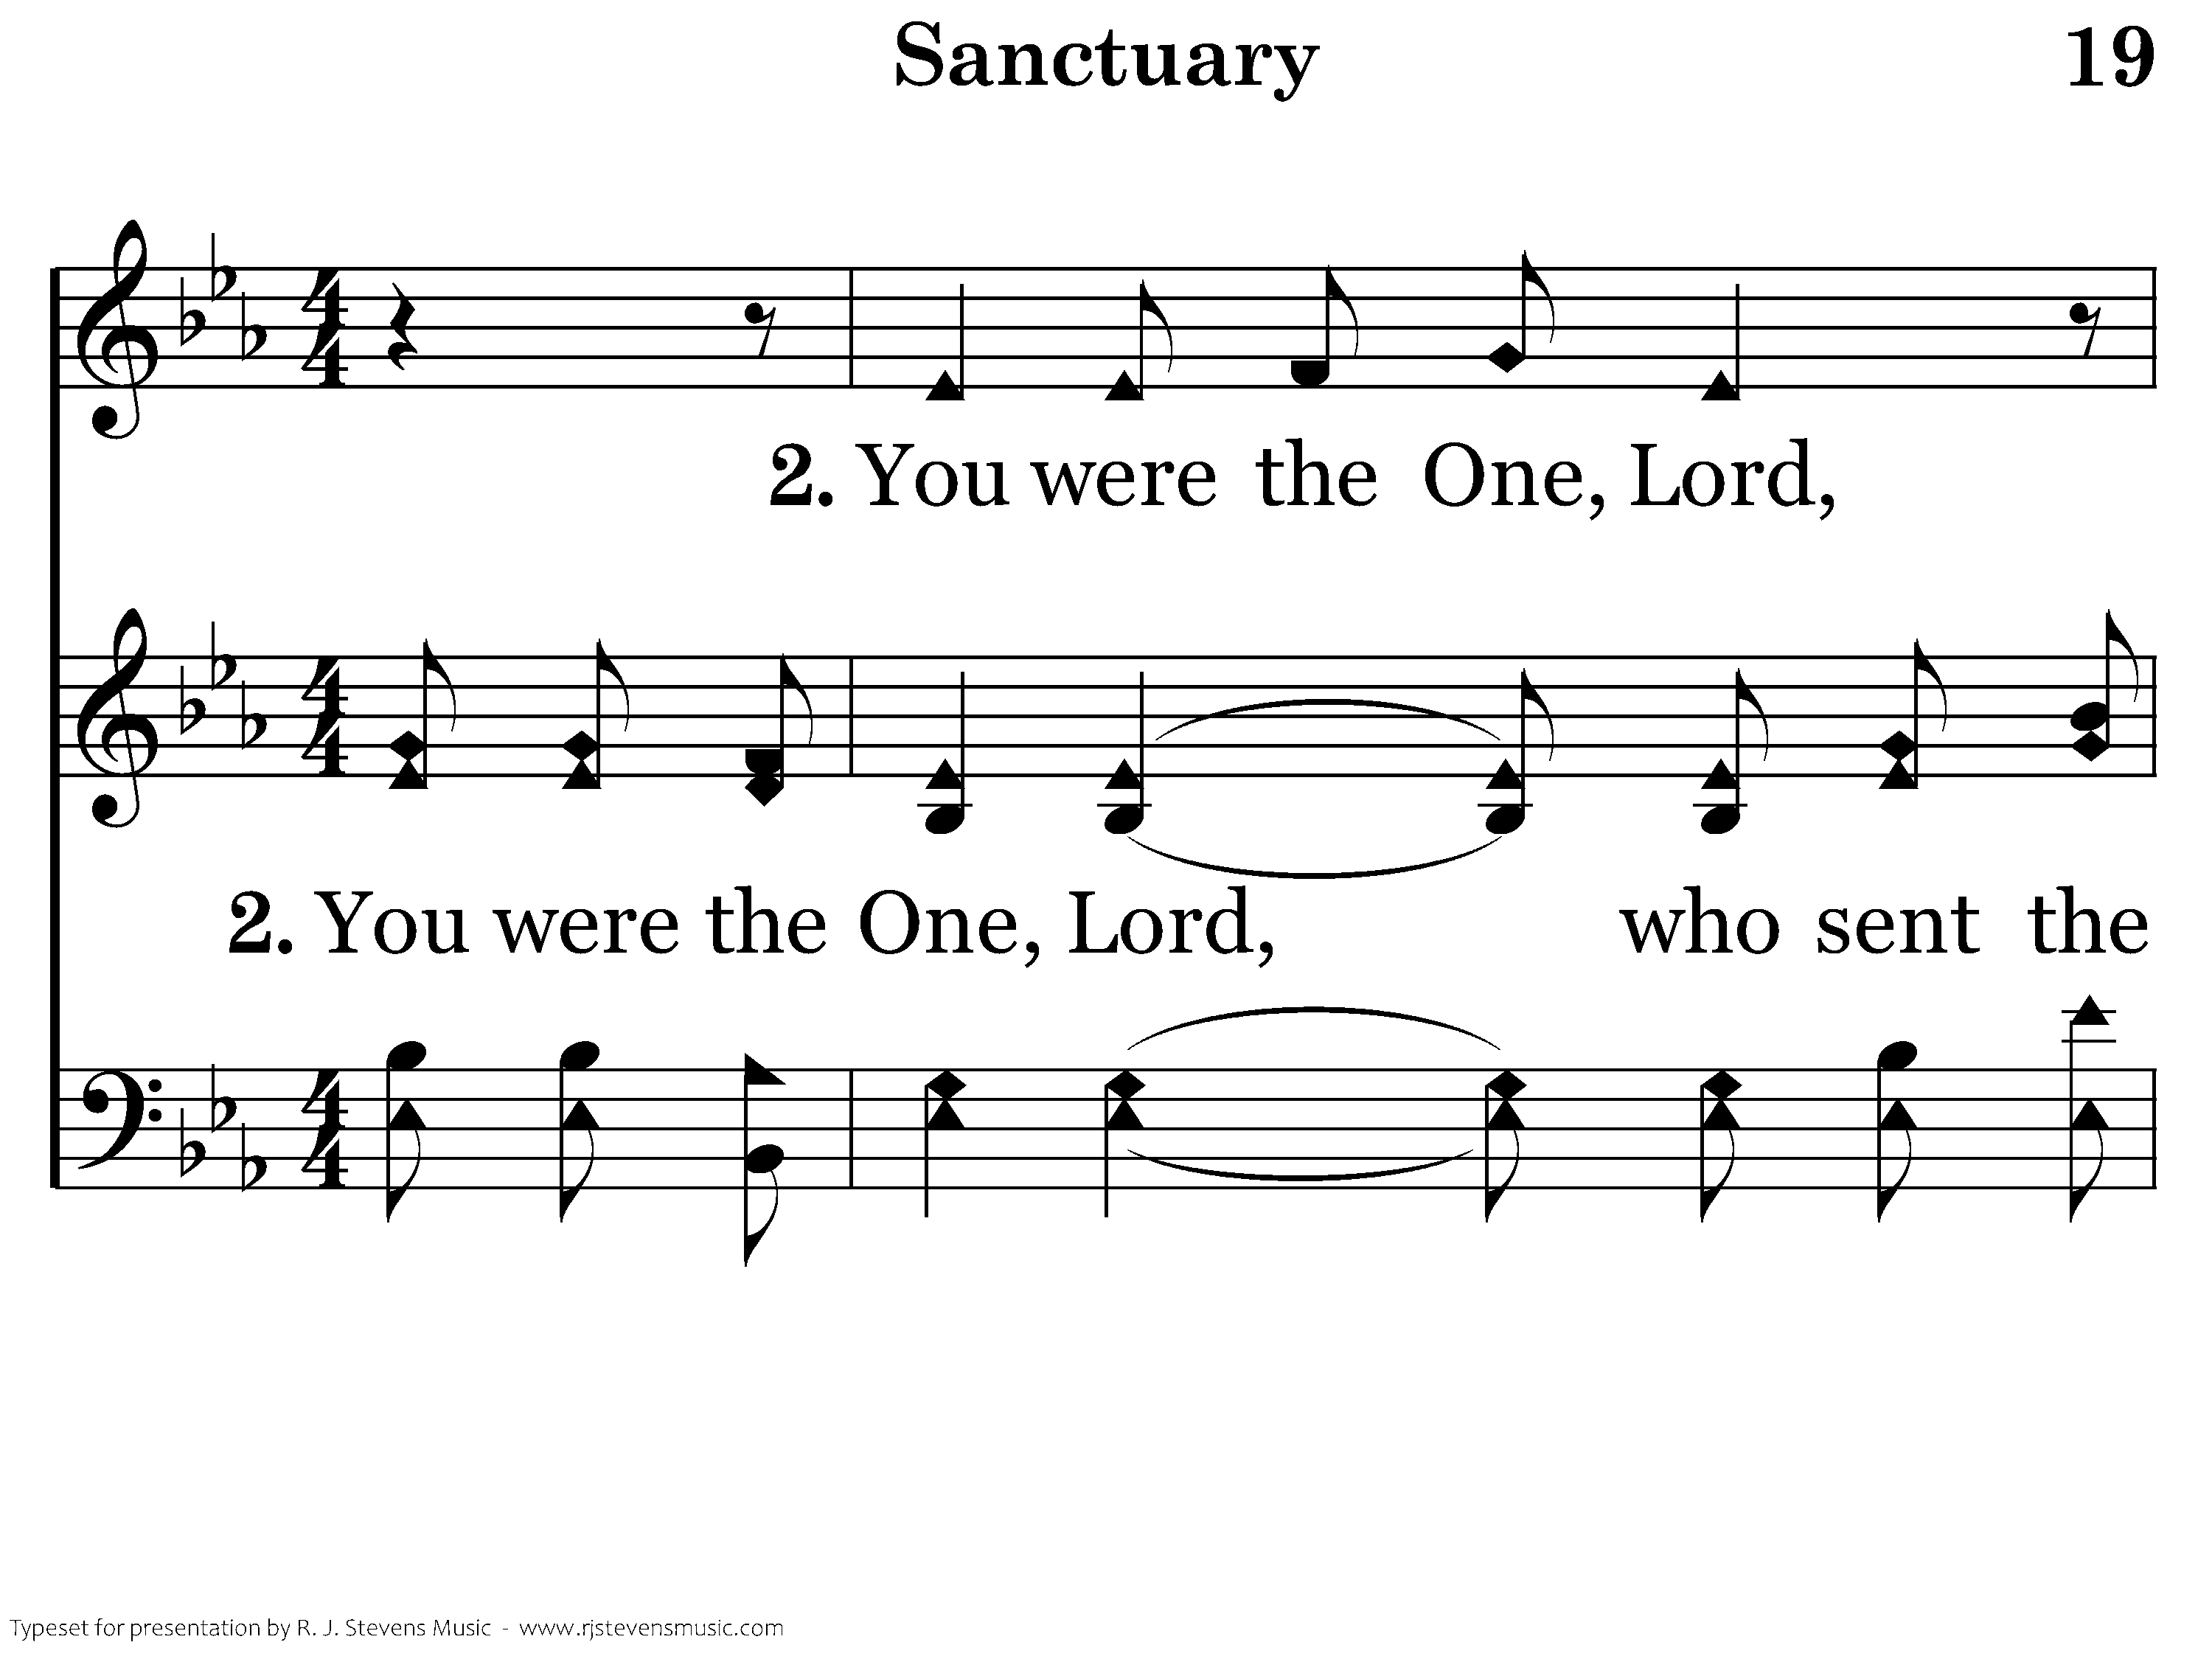 Sanctuary 19
2. You were the One, Lord,
2. You were the One, Lord, who sent the
Typeset for presentation by R. J. Stevens Music - www.rjstevensmusic.com